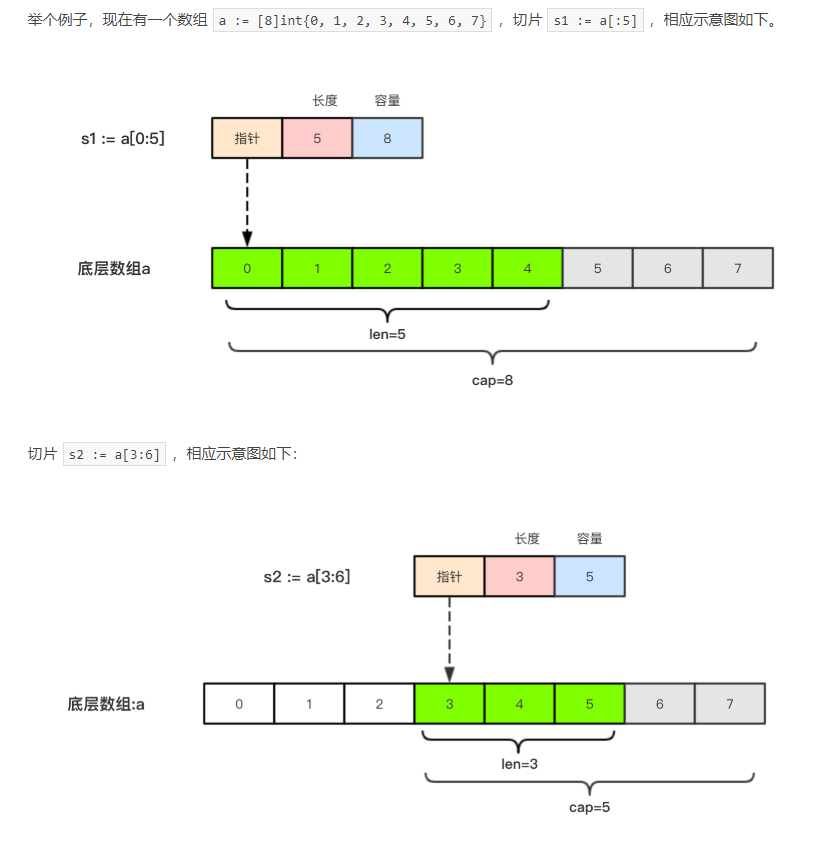 举个例子，现在有一个数组 a := [8]int{0, 1, 2, 3, 4, 5, 6, 7} ，切片 s1 := a[:5] ，相应示意图如下。
长度 容量
s1 := a[0:5] 指针 5 8
底层数组a 0 1 2 3 4 5 6 7
len=5
cap=8
切片 s2 := a[3:6] ，相应示意图如下：
长度 容量
s2 := a[3:6] 指针 3 5
底层数组:a 0 1 2 3 4 5 6 7
len=3
cap=5